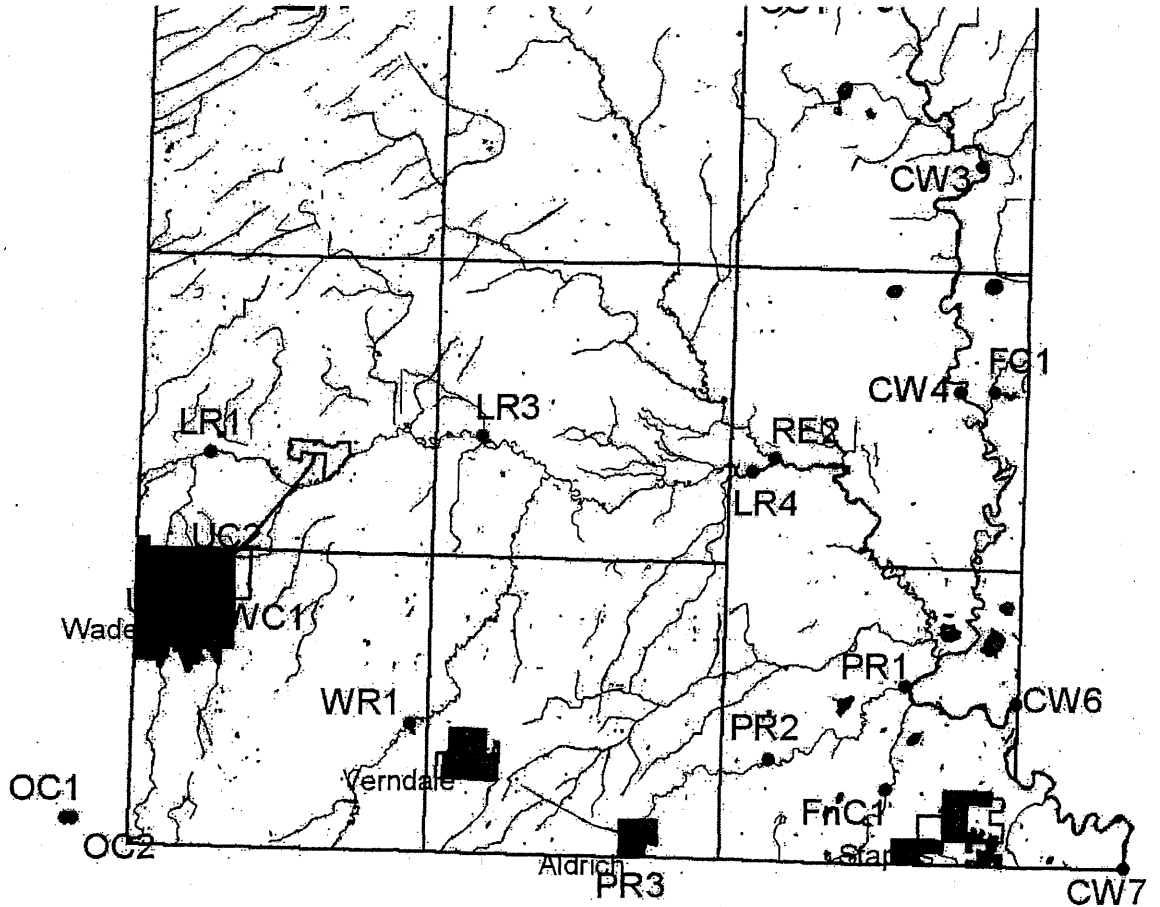 CW3
FC1
CW4
LR3
LR1
RE2
LR4
UC2
WC1
Wade
PR1
WR1
CW6
PR2
Verndale
OC1
FnC1
OC2
Aldrich
PR3
CW7